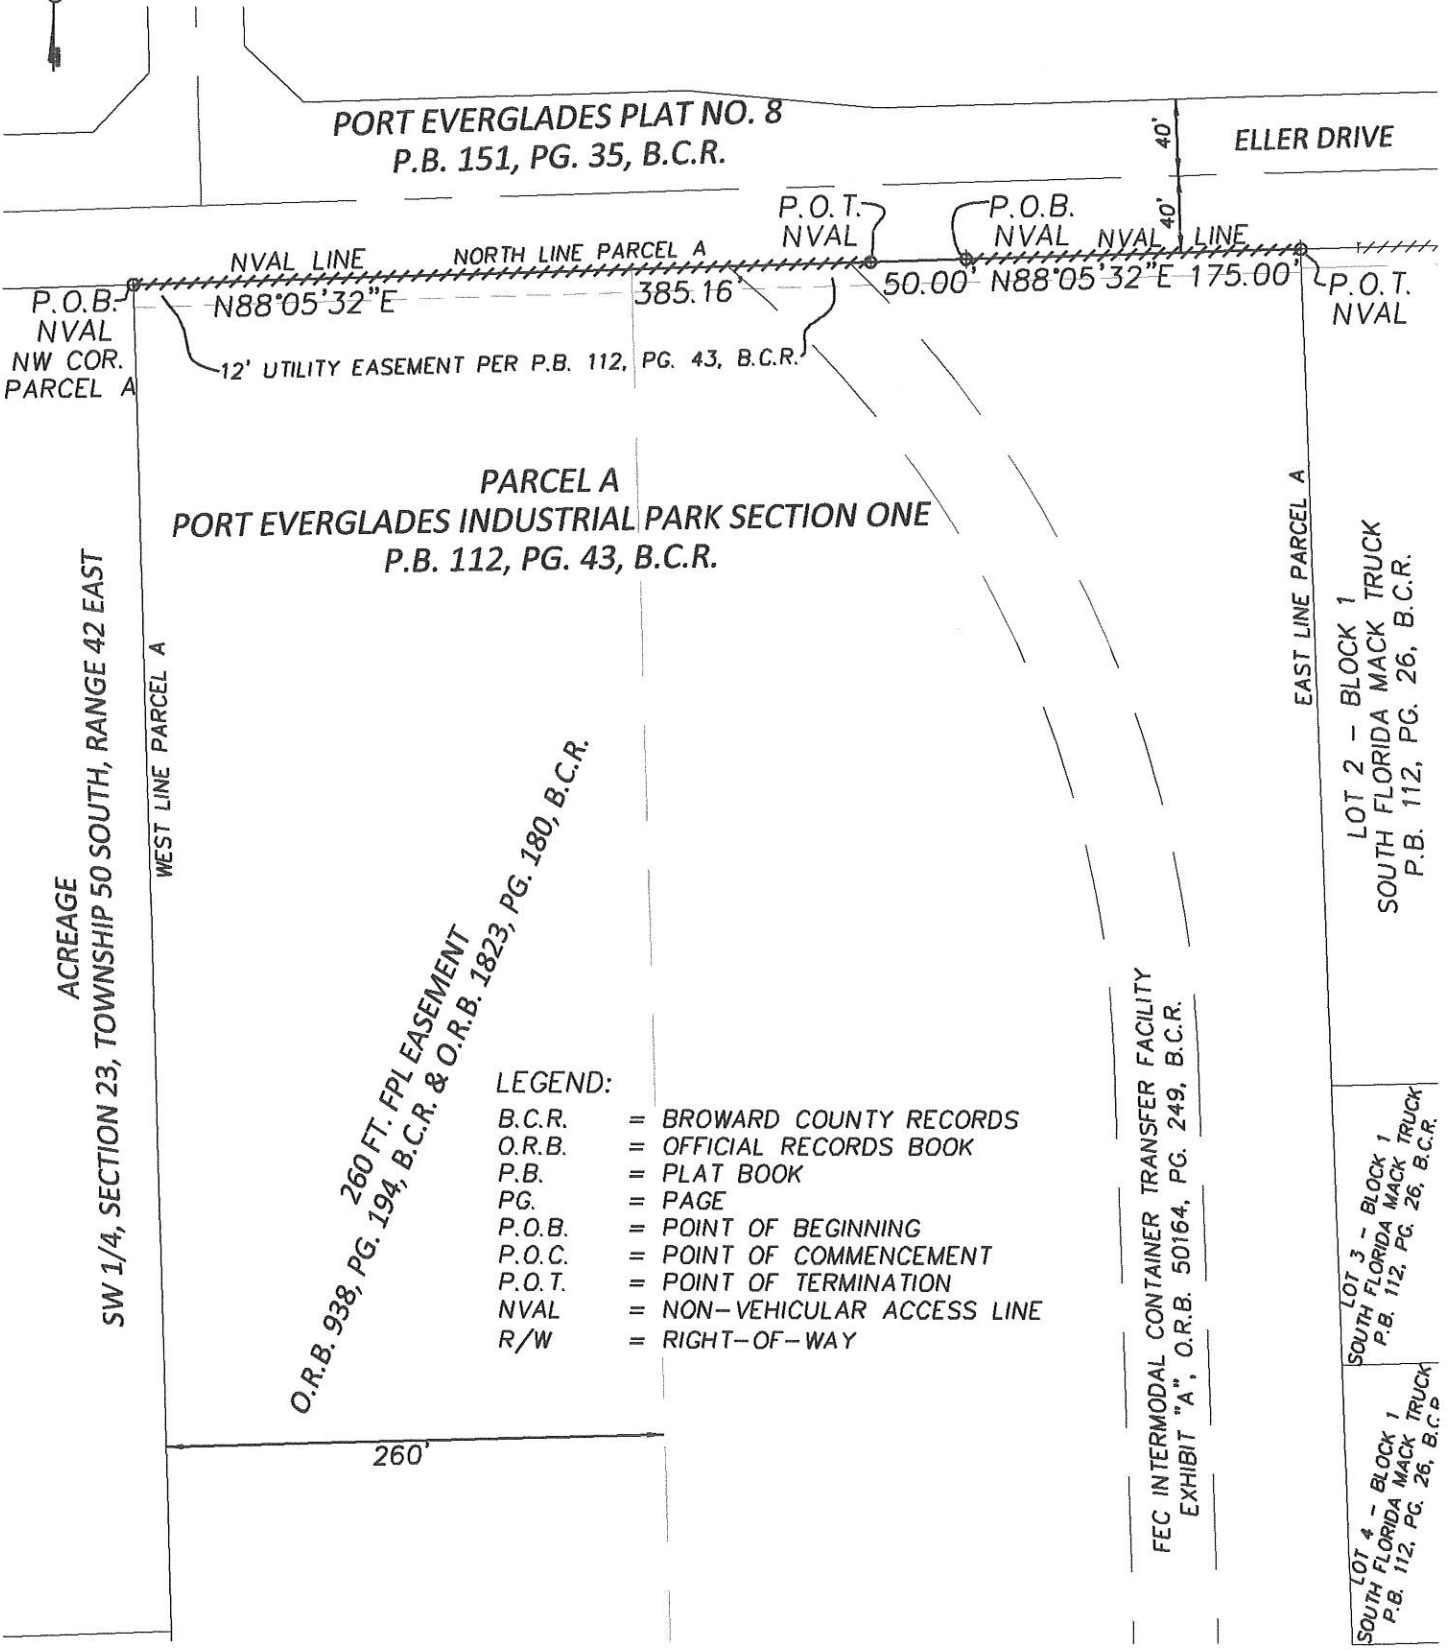 PORT EVERGLADES PLAT NO. 8
P.B. 151, PG. 35, B.C.R.
40'
ELLER DRIVE
40'
P.O.T.
NVAL
P.O.B.
NVAL
NVAL LINE
NVAL LINE
NORTH LINE PARCEL A
P.O.B.
NVAL
NW COR.
PARCEL A
N88°05'32"E
385.16'
50.00'
N88°05'32"E 175.00'
P.O.T.
NVAL
12' UTILITY EASEMENT PER P.B. 112, PG. 43, B.C.R.
PARCEL A
PORT EVERGLADES INDUSTRIAL PARK SECTION ONE
P.B. 112, PG. 43, B.C.R.
ACREAGE
SW 1/4, SECTION 23, TOWNSHIP 50 SOUTH, RANGE 42 EAST
WEST LINE PARCEL A
EAST LINE PARCEL A
LOT 2 - BLOCK 1
SOUTH FLORIDA MACK TRUCK
P.B. 112, PG. 26, B.C.R.
260 FT. FPL EASEMENT
O.R.B. 938, PG. 194, B.C.R. & O.R.B. 1823, PG. 180, B.C.R.
LEGEND:
B.C.R. = BROWARD COUNTY RECORDS
O.R.B. = OFFICIAL RECORDS BOOK
P.B. = PLAT BOOK
PG. = PAGE
P.O.B. = POINT OF BEGINNING
P.O.C. = POINT OF COMMENCEMENT
P.O.T. = POINT OF TERMINATION
NVAL = NON-VEHICULAR ACCESS LINE
R/W = RIGHT-OF-WAY
260'
FEC INTERMODAL CONTAINER TRANSFER FACILITY
EXHIBIT "A", O.R.B. 50164, PG. 249, B.C.R.
LOT 3 - BLOCK 1
SOUTH FLORIDA MACK TRUCK
P.B. 112, PG. 26, B.C.R.
LOT 4 - BLOCK 1
SOUTH FLORIDA MACK TRUCK
P.B. 112, PG. 26, B.C.R